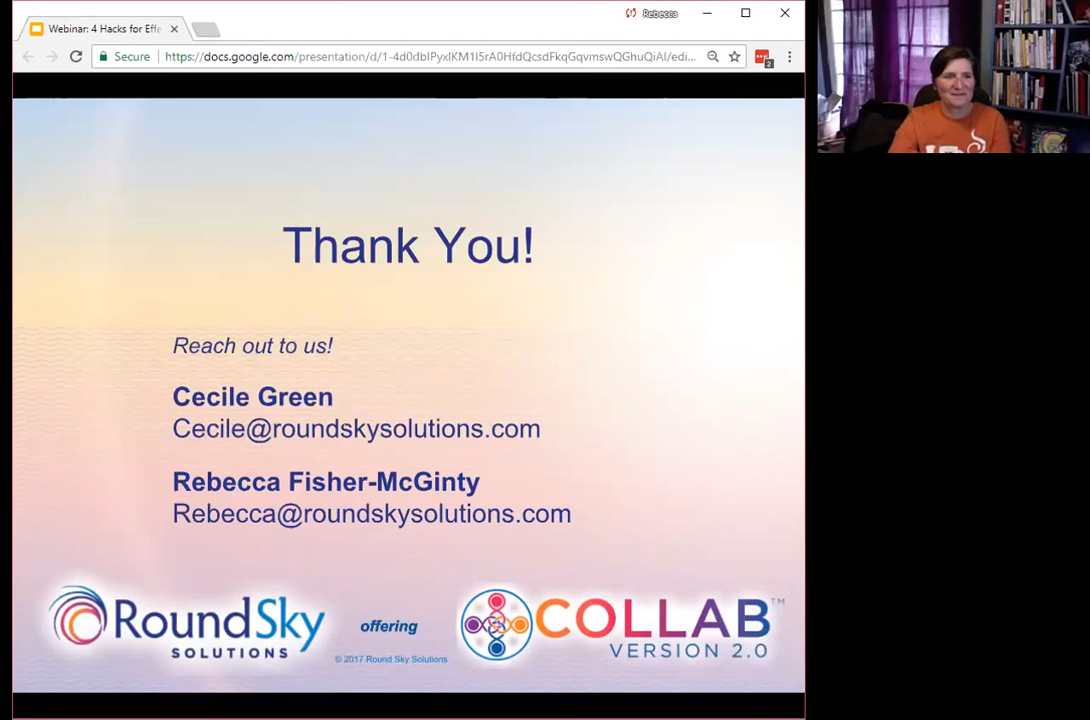 Rebecca
Webinar: 4 Hacks for Effe
Secure
https://docs.google.com/presentation/d/1-4d0dbIPyxIKM1I5rA0HfdQcsdFkqGqvmswQGhuQiAI/edi...
2
Thank You!
Reach out to us!
Cecile Green
Cecile@roundskysolutions.com
Rebecca Fisher-McGinty
Rebecca@roundskysolutions.com
RoundSky
SOLUTIONS
offering
© 2017 Round Sky Solutions
COLLAB™
VERSION 2.0